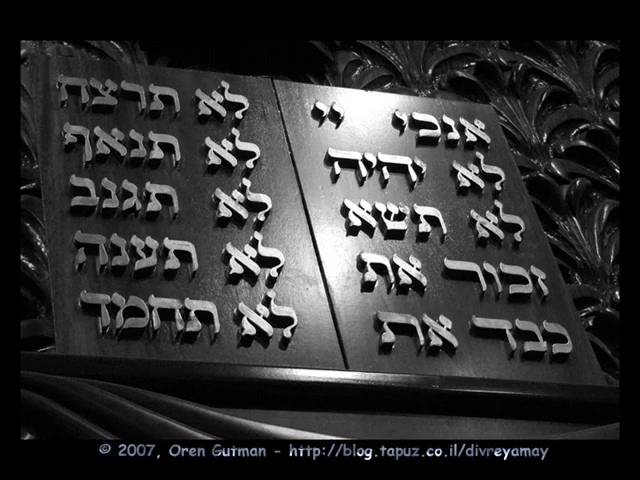 אנכי יי
לא יהיה
לא תשא
זכור את
כבד את
לא תרצח
לא תנאף
לא תגנב
לא תענה
לא תחמד
© 2007, Oren Gutman - http://blog.tapuz.co.il/divreyamay